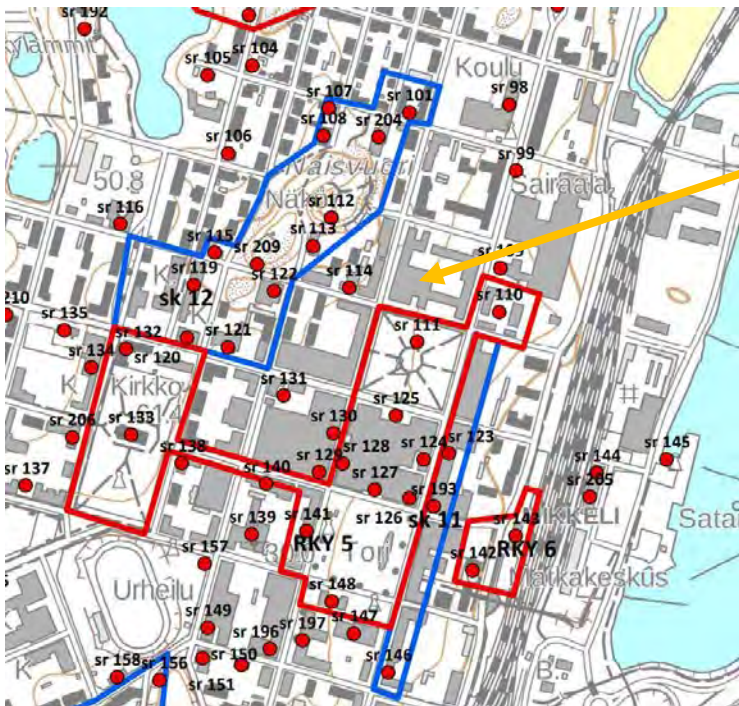 sr 192
kylammit
sr 104
sr 105
Koulu
sr 107
sr 101
sr 98
sr 108
sr 204
sr 106
sr 99
Naisvuori
50.8
Sairaala
Näkö
sr 116
sr 112
sr 115
sr 113
sr 209
K
sr 119
sr 122
sr 114
sk 12
sr 110
210
sr 135
sr 132
K
sr 121
sr 111
sr 134
sr 120
K
Kirkko
sr 131
sr 125
sr 206
sr 133
sr 130
sr 138
sr 129
sr 128
sr 124
sr 123
sr 144
sr 145
sr 137
sr 140
sr 127
sr 205
sr 193
sr 126
sk 11
sr 139
sr 141
sr 143
IKKELI
Satai
RKY 5
Tori
RKY 6
sr 157
sr 142
Matkakeskus
Urheilu
sr 148
sr 149
sr 196
sr 197
sr 147
K
sr 158
sr 156
sr 150
sr 146
B.
sr 151